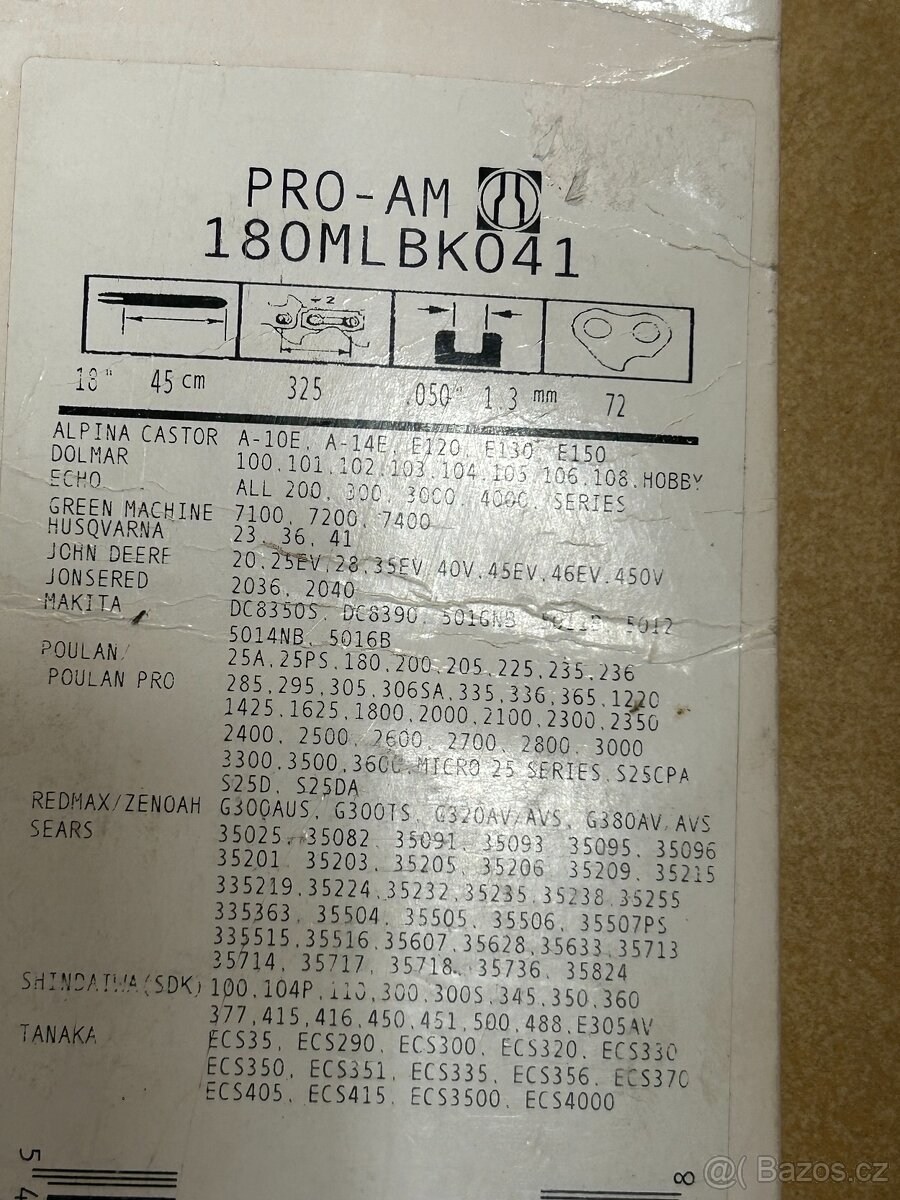 PRO-AM
180MLBK041
÷2
18" 45 cm 325 .050" 1.3 mm 72
ALPINA CASTOR A-10E, A-14E, E120, E130, E150
DOLMAR 100,101,102,103,104,105,106,108,HOBBY
ECHO ALL 200, 300, 3000, 4000, SERIES
GREEN MACHINE 7100, 7200, 7400
HUSQVARNA 23, 36, 41
JOHN DEERE 20,25EV,28,35EV,40V,45EV,46EV,450V
JONSERED 2036, 2040
MAKITA DC8350S, DC8390, 5016NB, 5012
5014NB, 5016B
POULAN/ 25A,25PS,180,200,205,225,235,236
POULAN PRO 285,295,305,306SA,335,336,365,1220
1425,1625,1800,2000,2100,2300,2350
2400, 2500, 2600, 2700, 2800, 3000
3300,3500,3600,MICRO 25 SERIES,S25CPA
S25D, S25DA
REDMAX/ZENOAH G300AUS, G300TS, G320AV/AVS, G380AV,AVS
SEARS 35025, 35082, 35091, 35093, 35095, 35096
35201, 35203, 35205, 35206, 35209, 35215
335219,35224,35232,35235,35238,35255
335363, 35504, 35505, 35506, 35507PS
335515,35516,35607,35628,35633,35713
35714, 35717, 35718, 35736, 35824
SHINDAIWA(SDK) 100,104P,110,300,300S,345,350,360
377,415,416,450,451,500,488,E305AV
TANAKA ECS35, ECS290, ECS300, ECS320, ECS330
ECS350, ECS351, ECS335, ECS356, ECS370
ECS405, ECS415, ECS3500, ECS4000
5 4
8
@( Bazos.cz